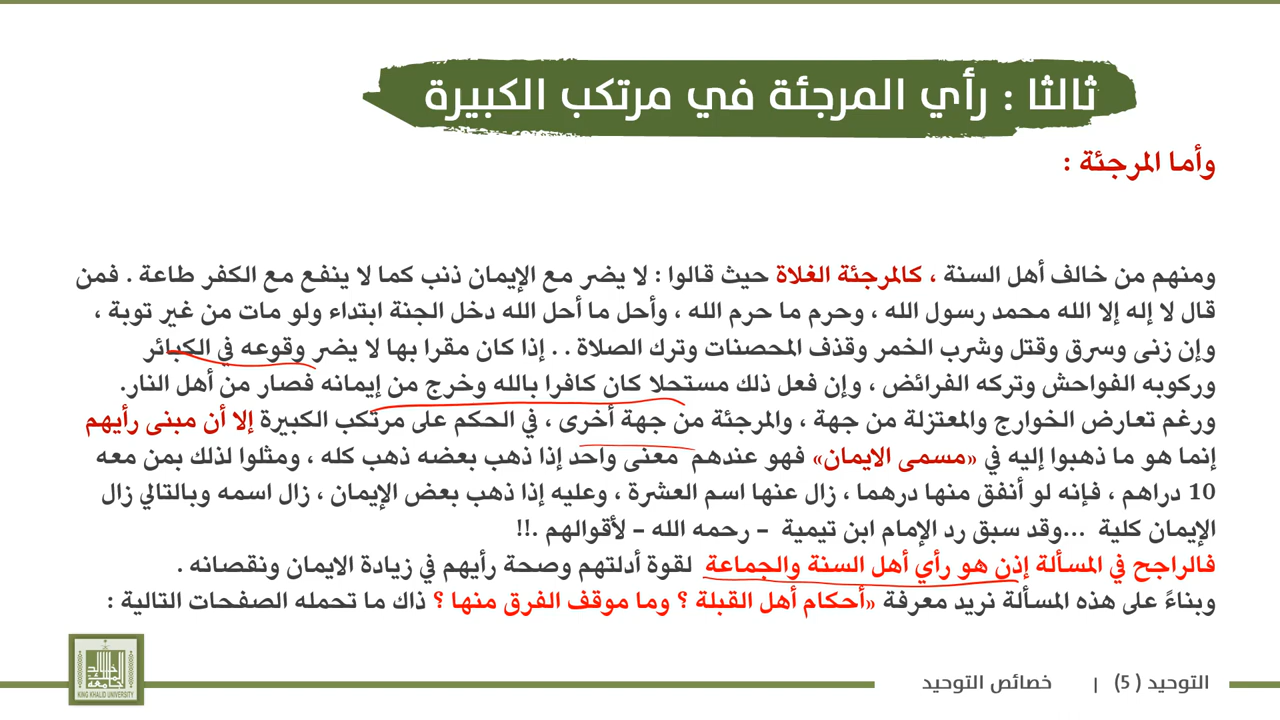 ثالثا : رأي المرجئة في مرتكب الكبيرة
وأما المرجئة :
ومنهم من خالف أهل السنة ، كالمرجئة الغلاة حيث قالوا : لا يضر مع الإيمان ذنب كما لا ينفع مع الكفر طاعة . فمن
قال لا إله إلا الله محمد رسول الله ، وحرم ما حرم الله ، وأحل ما أحل الله دخل الجنة ابتداء ولو مات من غير توبة ،
وإن زنى وسرق وقتل وشرب الخمر وقذف المحصنات وترك الصلاة . . إذا كان مقرا بها لا يضر وقوعه في الكبائر
وركوبه الفواحش وتركه الفرائض ، وإن فعل ذلك مستحلا كان كافرا بالله وخرج من إيمانه فصار من أهل النار.
ورغم تعارض الخوارج والمعتزلة من جهة ، والمرجئة من جهة أخرى ، في الحكم على مرتكب الكبيرة إلا أن مبنى رأيهم
إنما هو ما ذهبوا إليه في «مسمى الايمان» فهو عندهم معنى واحد إذا ذهب بعضه ذهب كله ، ومثلوا لذلك بمن معه
10 دراهم ، فإنه لو أنفق منها درهما ، زال عنها اسم العشرة ، وعليه إذا ذهب بعض الإيمان ، زال اسمه وبالتالي زال
الإيمان كلية ...وقد سبق رد الإمام ابن تيمية – رحمه الله – لأقوالهم .!!
فالراجح في المسألة إذن هو رأي أهل السنة والجماعة لقوة أدلتهم وصحة رأيهم في زيادة الايمان ونقصانه .
وبناءً على هذه المسألة نريد معرفة «أحكام أهل القبلة ؟ وما موقف الفرق منها ؟ ذاك ما تحمله الصفحات التالية :
التوحيد ( 5) | خصائص التوحيد
جامعة الملك خالد
KING KHALID UNIVERSITY